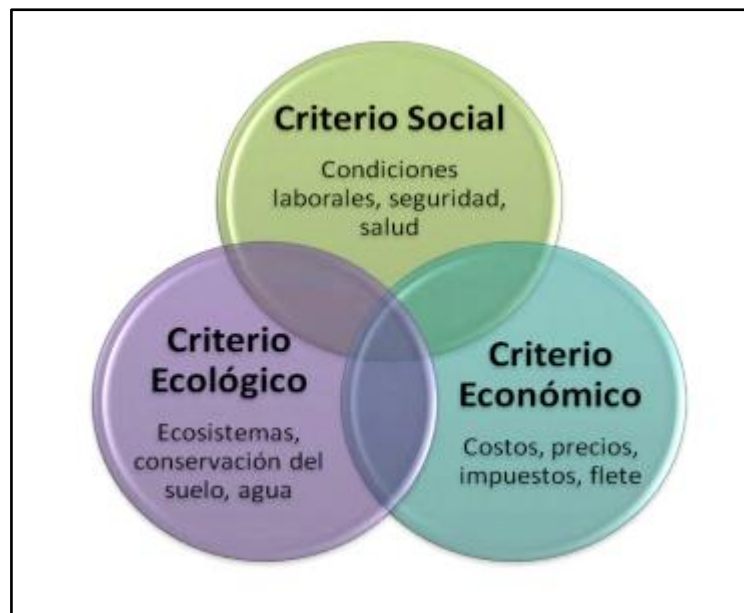 Criterio Social
Condiciones
laborales, seguridad,
salud
Criterio
Ecológico
Ecosistemas,
conservación del
suelo, agua
Criterio
Económico
Costos, precios,
impuestos, flete